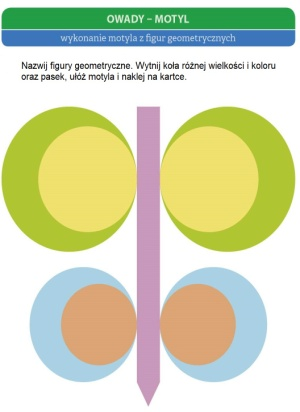 OWADY – MOTYL
wykonanie motyla z figur geometrycznych
Nazwij figury geometryczne. Wytnij koła różnej wielkości i koloru
oraz pasek, ułóż motyla i naklej na kartce.